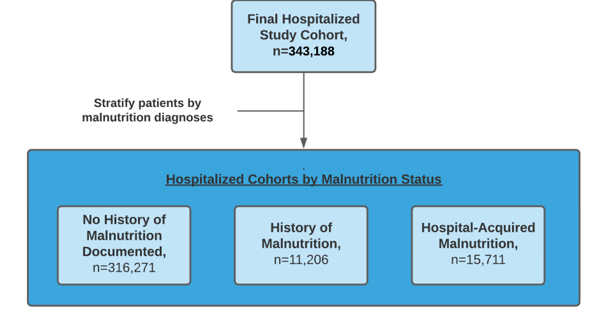 Final Hospitalized
Study Cohort,
n=343,188
Stratify patients by
malnutrition diagnoses
Hospitalized Cohorts by Malnutrition Status
No History of
Malnutrition
Documented,
n=316,271
History of
Malnutrition,
n=11,206
Hospital-Acquired
Malnutrition,
n=15,711